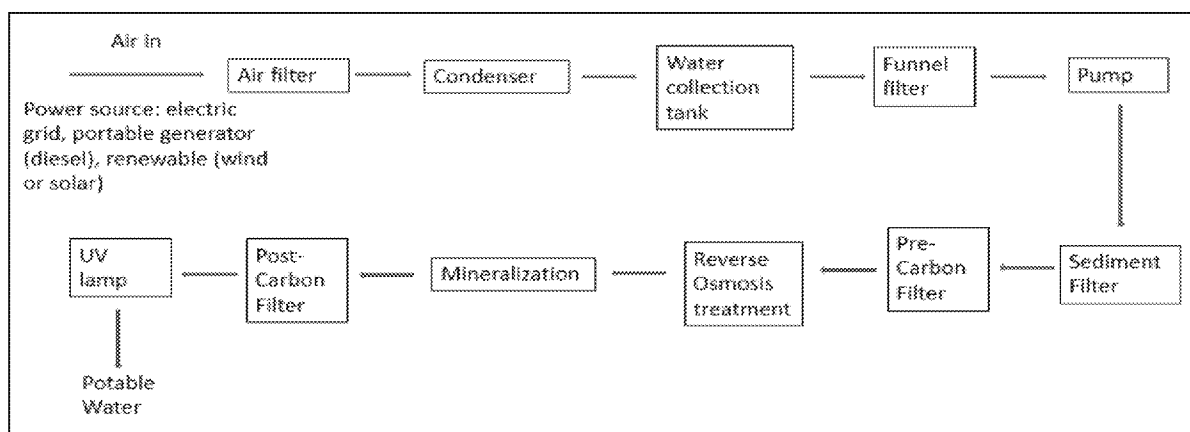 Air in
Air filter
Condenser
Water
collection
tank
Funnel
filter
Pump
Power source: electric
grid, portable generator
(diesel), renewable (wind
or solar)
UV
lamp
Post-
Carbon
Filter
Mineralization
Reverse
Osmosis
treatment
Pre-
Carbon
Filter
Sediment
Filter
Potable
Water